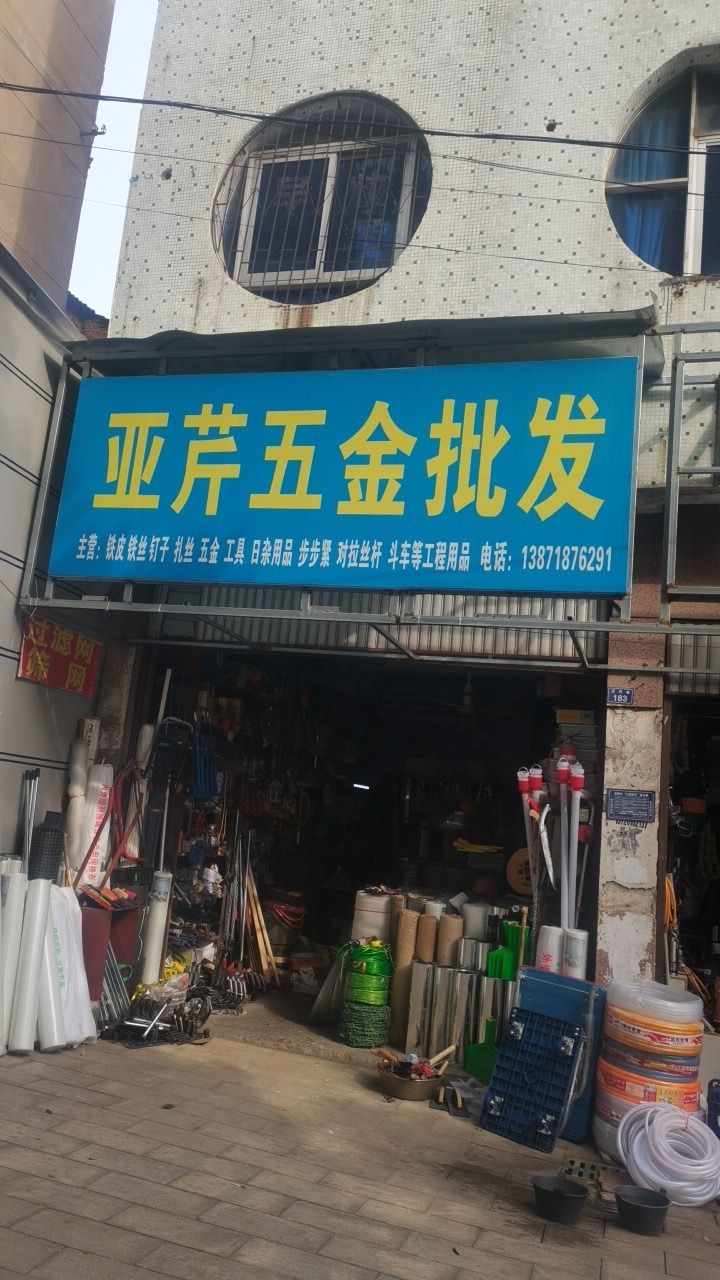 亚芹五金批发
主营：铁皮 铁丝 钉子 扎丝 五金 工具 日杂用品 步步紧 对拉丝杆 斗车等工程用品 电话：13871876291
过滤网
筛网
183